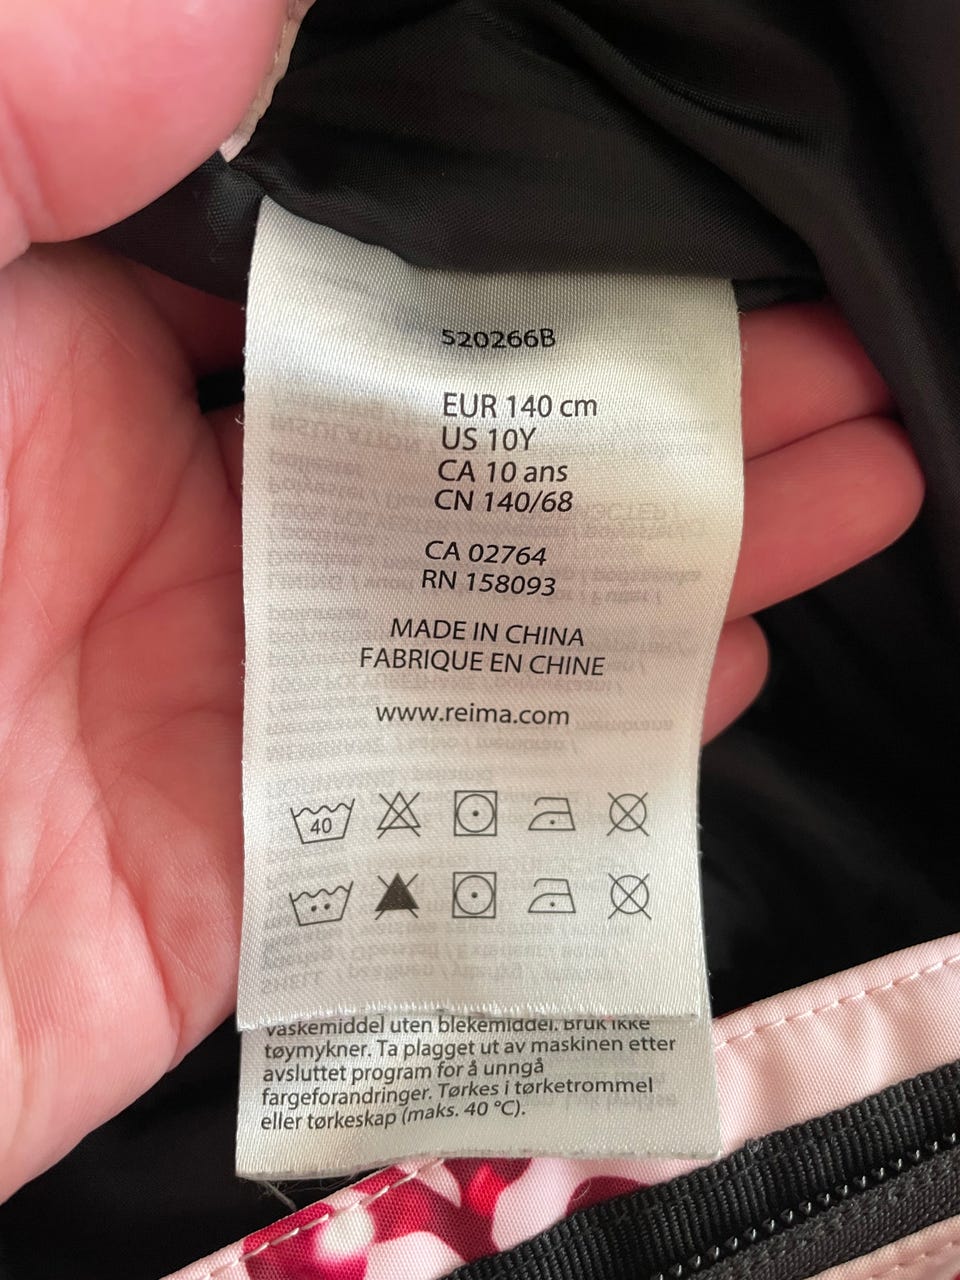 520266B
EUR 140 cm
US 10Y
CA 10 ans
CN 140/68
CA 02764
RN 158093
MADE IN CHINA
FABRIQUE EN CHINE
www.reima.com
40
vaskemiddel uten blekemiddel. Bruk ikke
tøymykner. Ta plagget ut av maskinen etter
avsluttet program for å unngå
fargeforandringer. Tørkes i tørketrommel
eller tørkeskap (maks. 40 °C).